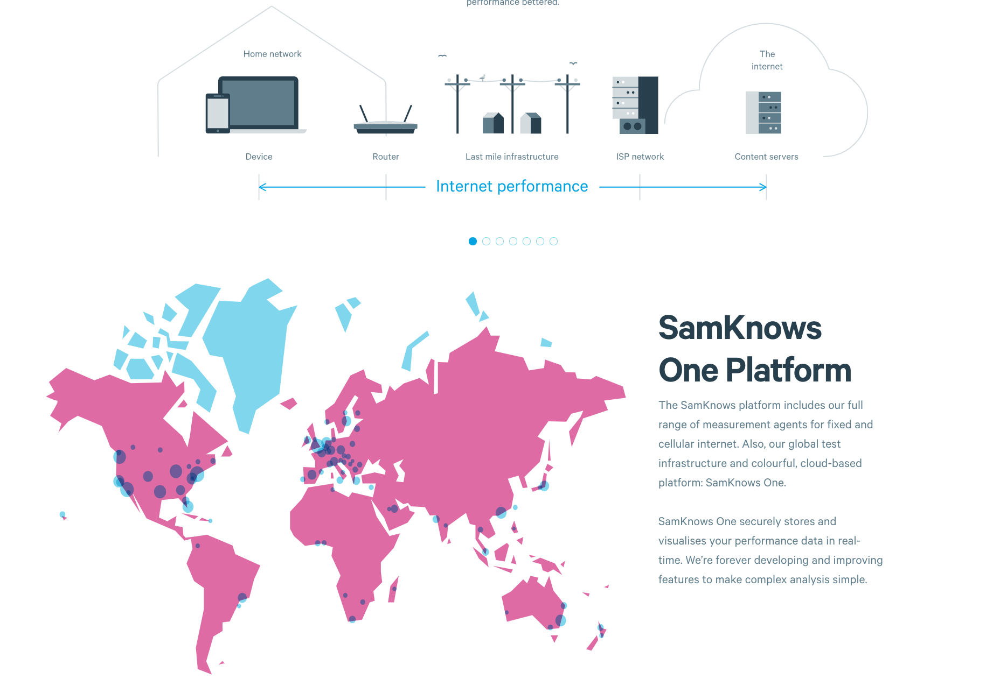 performance bettered.
Home network
The
internet
Device
Router
Last mile infrastructure
ISP network
Content servers
Internet performance
SamKnows
One Platform
The SamKnows platform includes our full
range of measurement agents for fixed and
cellular internet. Also, our global test
infrastructure and colourful, cloud-based
platform: SamKnows One.
SamKnows One securely stores and
visualises your performance data in real-
time. We’re forever developing and improving
features to make complex analysis simple.